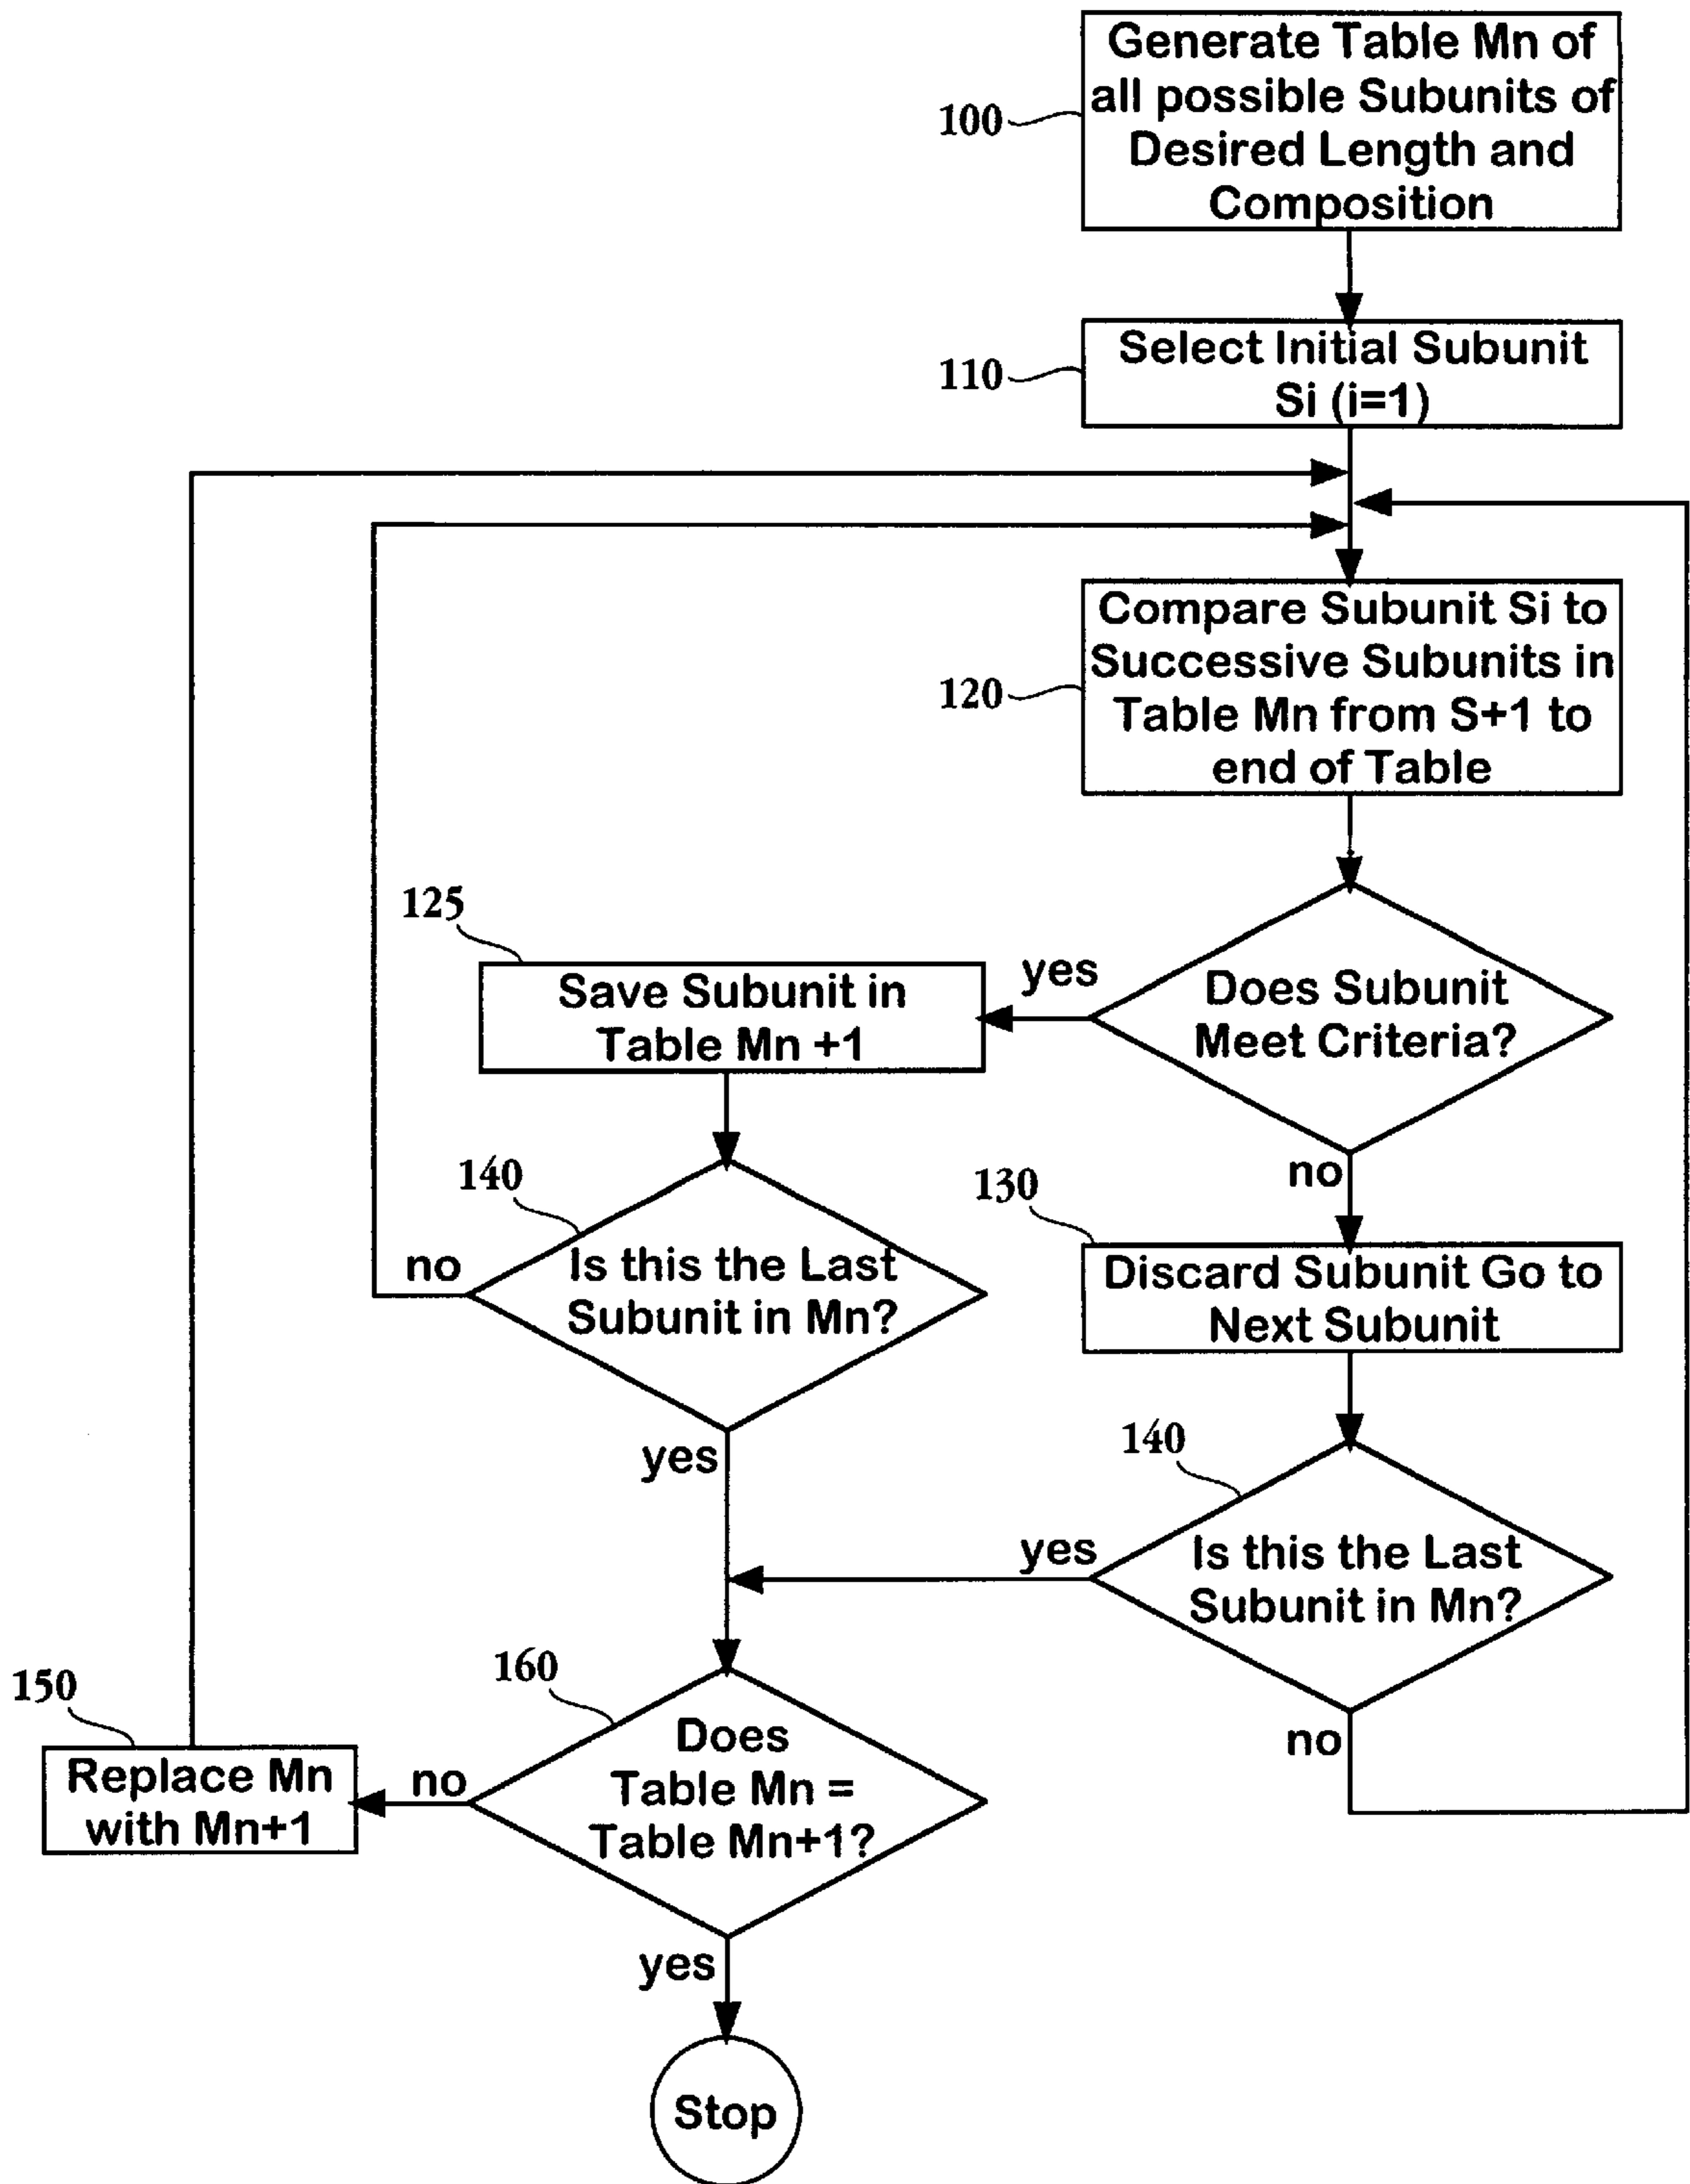 Generate Table Mn of
all possible Subunits of
Desired Length and
Composition
100
Select Initial Subunit
Si (i=1)
110
Compare Subunit Si to
Successive Subunits in
Table Mn from S+1 to
end of Table
120
Does Subunit
Meet Criteria?
yes
no
125
Save Subunit in
Table Mn +1
140
Is this the Last
Subunit in Mn?
no
yes
130
Discard Subunit Go to
Next Subunit
140
Is this the Last
Subunit in Mn?
yes
no
160
Does
Table Mn =
Table Mn+1?
no
yes
150
Replace Mn
with Mn+1
Stop